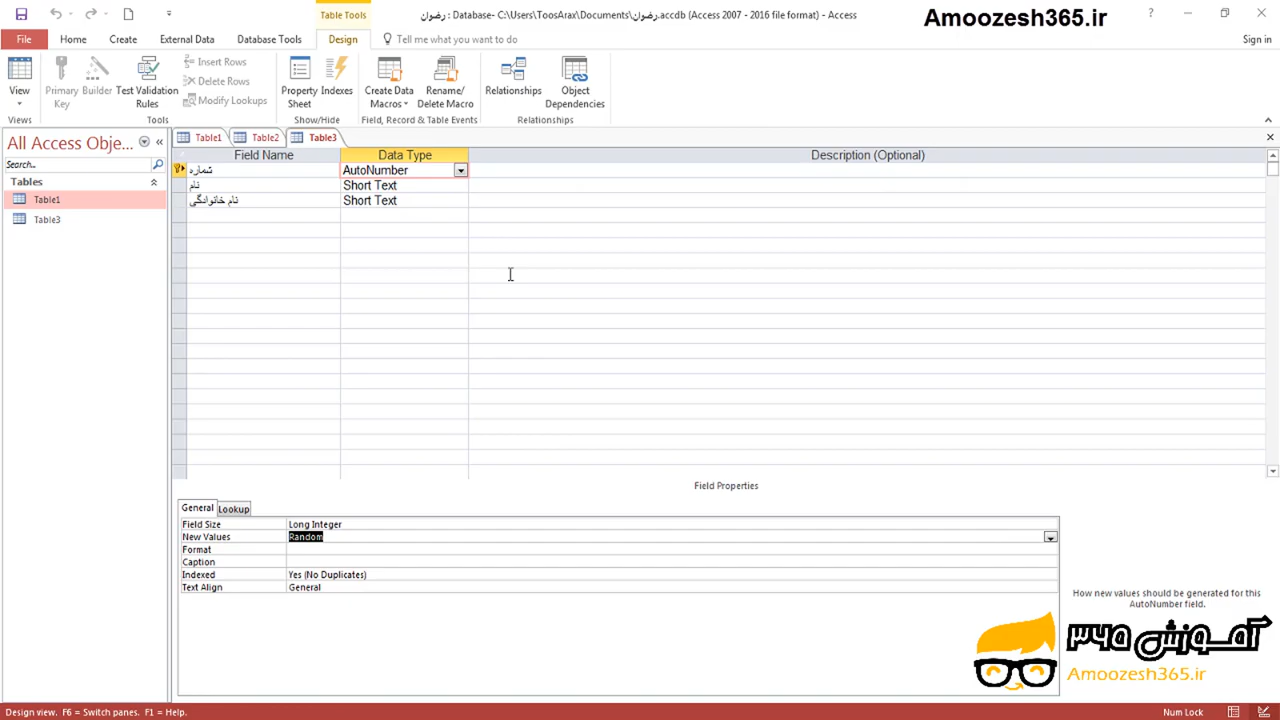 Table Tools
رضوان : Database- C:\Users\ToosArax\Documents\رضوان.accdb (Access 2007 - 2016 file format) - Access
Amoozesh365.ir
?
File
Home
Create
External Data
Database Tools
Design
Tell me what you want to do
Sign in
View
Primary Key
Builder
Test Validation Rules
Insert Rows
Delete Rows
Modify Lookups
Property Sheet
Indexes
Create Data Macros
Rename/ Delete Macro
Relationships
Object Dependencies
Views
Tools
Show/Hide
Field, Record & Table Events
Relationships
All Access Obje...
Search...
Tables
Table1
Table3
Table1
Table2
Table3
Field Name
Data Type
Description (Optional)
شماره
AutoNumber
نام
Short Text
نام خانوادگی
Short Text
Field Properties
General
Lookup
Field Size
Long Integer
New Values
Random
Format
Caption
Indexed
Yes (No Duplicates)
Text Align
General
How new values should be generated for this
AutoNumber field.
آموزش ۳۶۵
Amoozesh365.ir
Design view. F6 = Switch panes. F1 = Help.
Num Lock